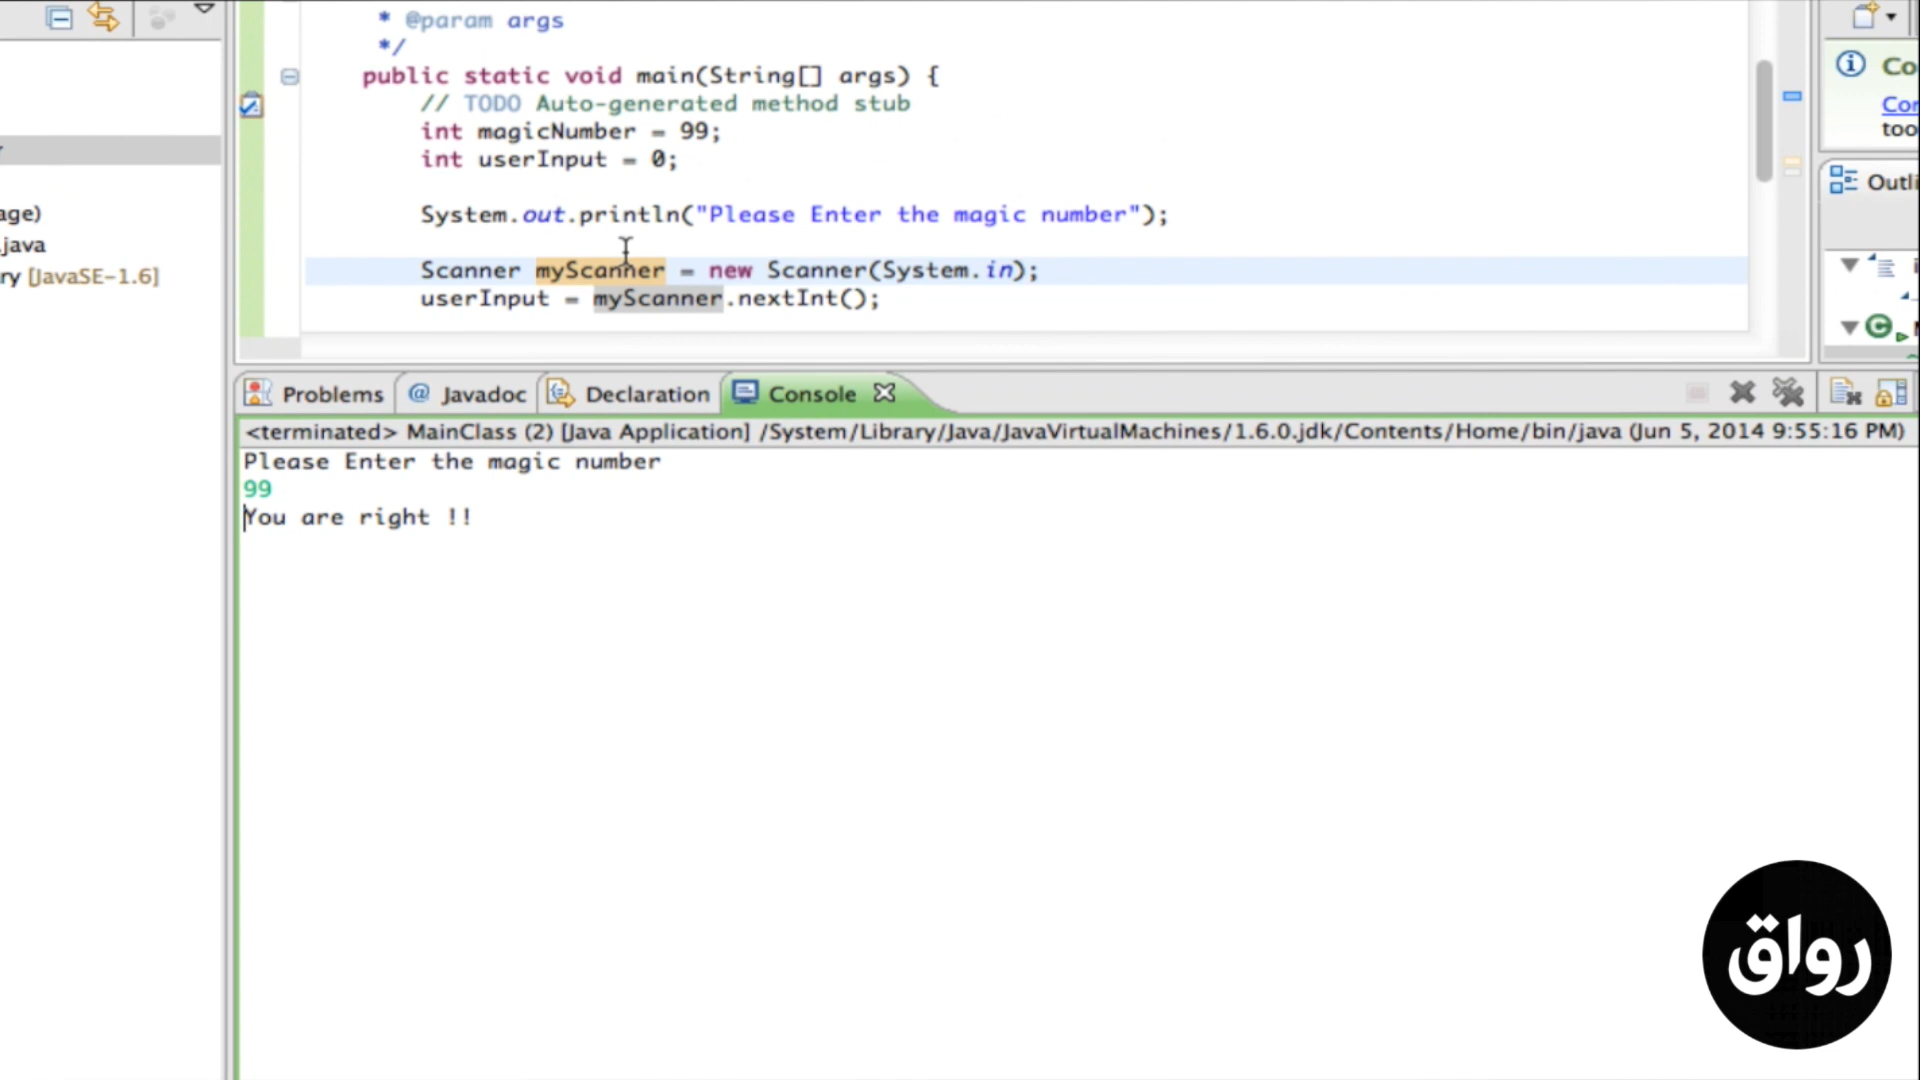 * @param args
*/
public static void main(String[] args) {
// TODO Auto-generated method stub
int magicNumber = 99;
int userInput = 0;
System.out.println("Please Enter the magic number");
Scanner myScanner = new Scanner(System.in);
userInput = myScanner.nextInt();
age)
.java
ry [JavaSE-1.6]
Co
Cor
too
Outli
Problems @ Javadoc Declaration Console
<terminated> MainClass (2) [Java Application] /System/Library/Java/JavaVirtualMachines/1.6.0.jdk/Contents/Home/bin/java (Jun 5, 2014 9:55:16 PM)
Please Enter the magic number
99
You are right !!
رواق